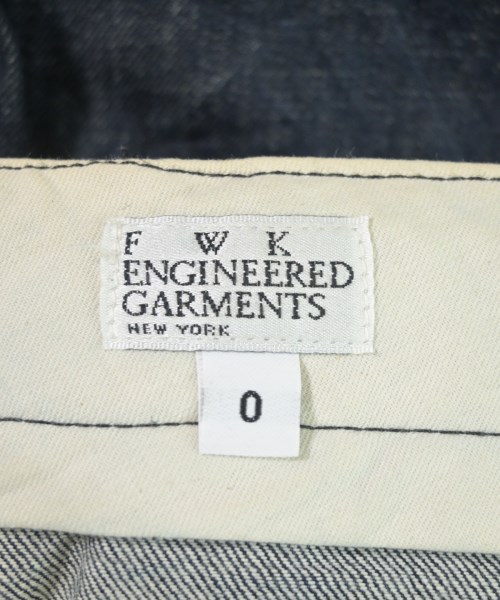 F W K
ENGINEERED
GARMENTS
NEW YORK
0